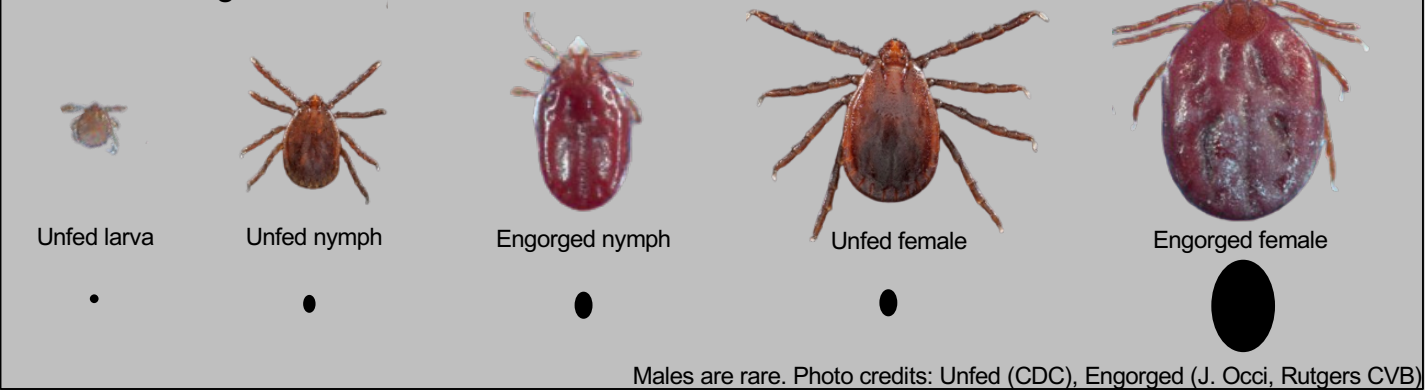 Unfed larva
Unfed nymph
Engorged nymph
Unfed female
Engorged female
Males are rare. Photo credits: Unfed (CDC), Engorged (J. Occi, Rutgers CVB)